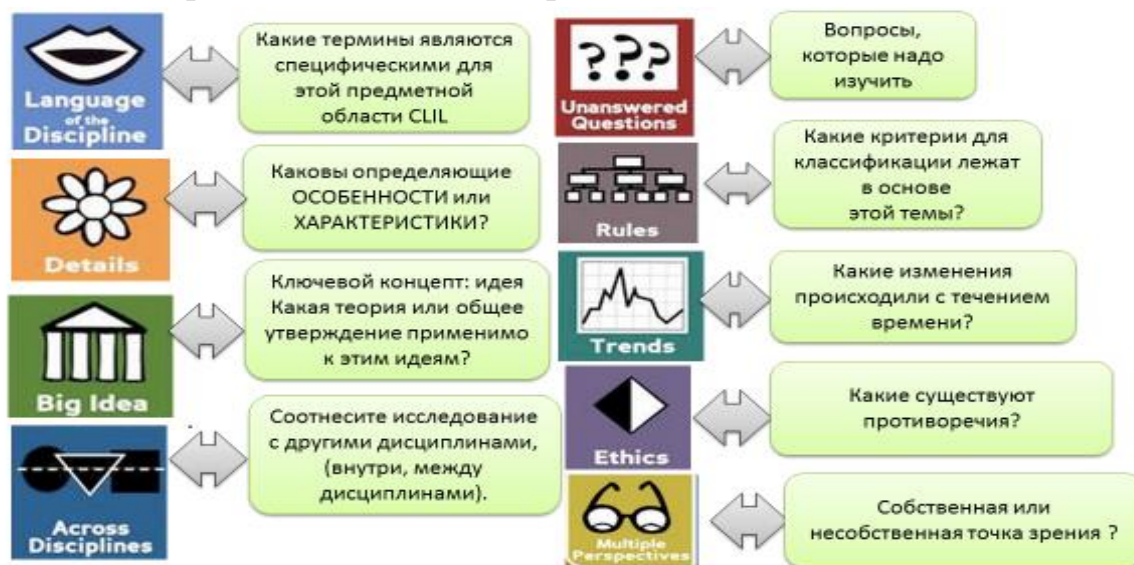 Language
of the
Discipline
Какие термины являются
специфическими для
этой предметной
области CLIL
Details
Каковы определяющие
ОСОБЕННОСТИ или
ХАРАКТЕРИСТИКИ?
Big Idea
Ключевой концепт: идея
Какая теория или общее
утверждение применимо
к этим идеям?
Across
Disciplines
Соотнесите исследование
с другими дисциплинами,
(внутри, между
дисциплинами).
???
Unanswered
Questions
Вопросы,
которые надо
изучить
Rules
Какие критерии для
классификации лежат
в основе
этой темы?
Trends
Какие изменения
происходили с течением
времени?
Ethics
Какие существуют
противоречия?
Multiple
Perspectives
Собственная или
несобственная точка зрения ?